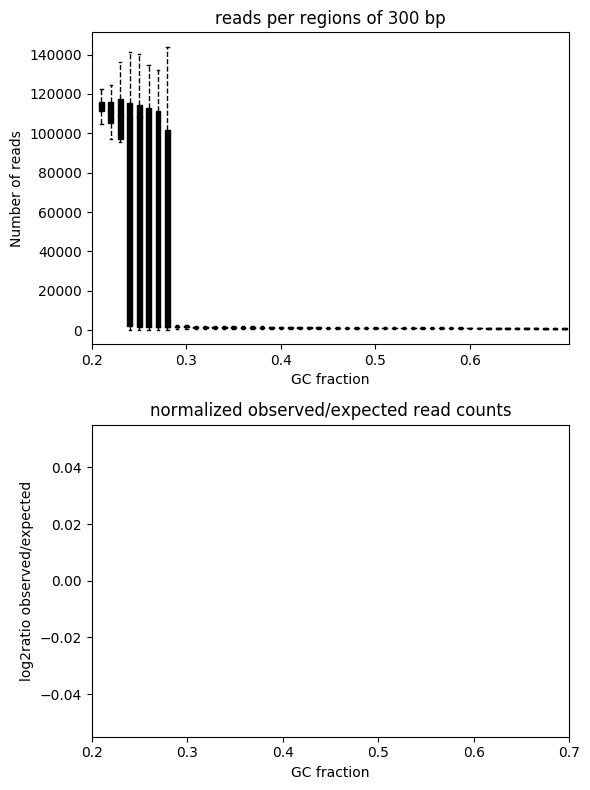 reads per regions of 300 bp
140000
120000
100000
80000
60000
40000
20000
0
Number of reads
0.2 0.3 0.4 0.5 0.6
GC fraction
normalized observed/expected read counts
0.04
0.02
0.00
−0.02
−0.04
log2ratio observed/expected
0.2 0.3 0.4 0.5 0.6 0.7
GC fraction